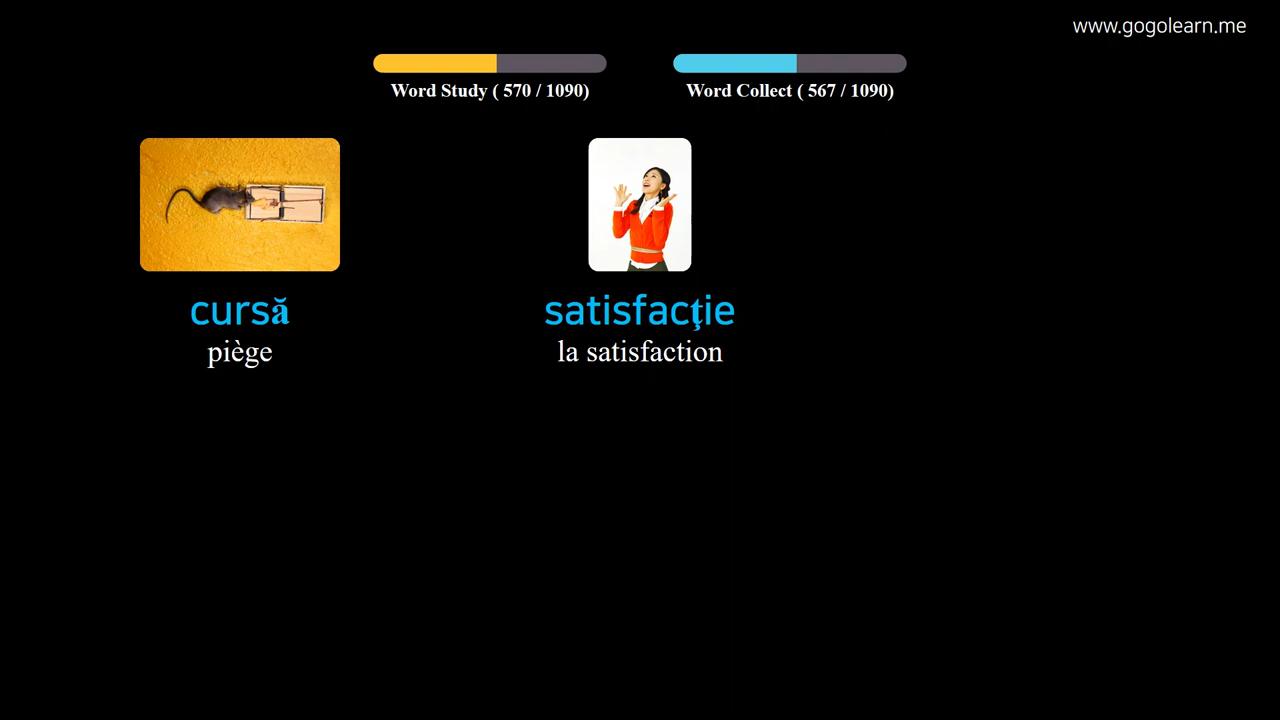 www.gogolearn.me
Word Study ( 570 / 1090)
Word Collect ( 567 / 1090)
cursă
piège
satisfacţie
la satisfaction